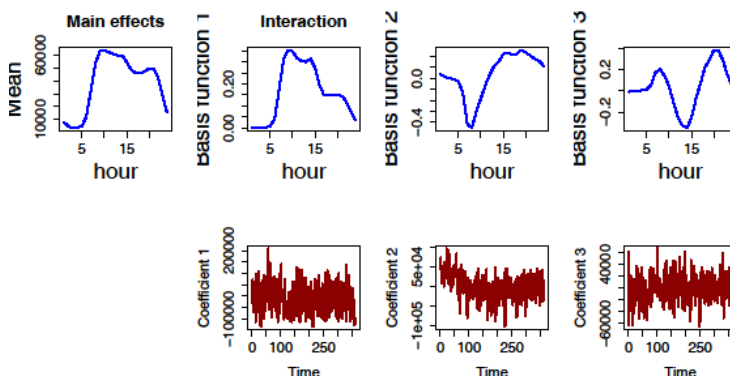 Main effects
Interaction
Mean
10000 60000
5 15
hour
Basis function 1
0.00 0.20
5 15
hour
Basis function 2
-0.4 0.0
5 15
hour
Basis function 3
-0.2 0.2
5 15
hour
Coefficient 1
-100000 200000
0 100 250
Time
Coefficient 2
-1e+05 5e+04
0 100 250
Time
Coefficient 3
-60000 40000
0 100 250
Time